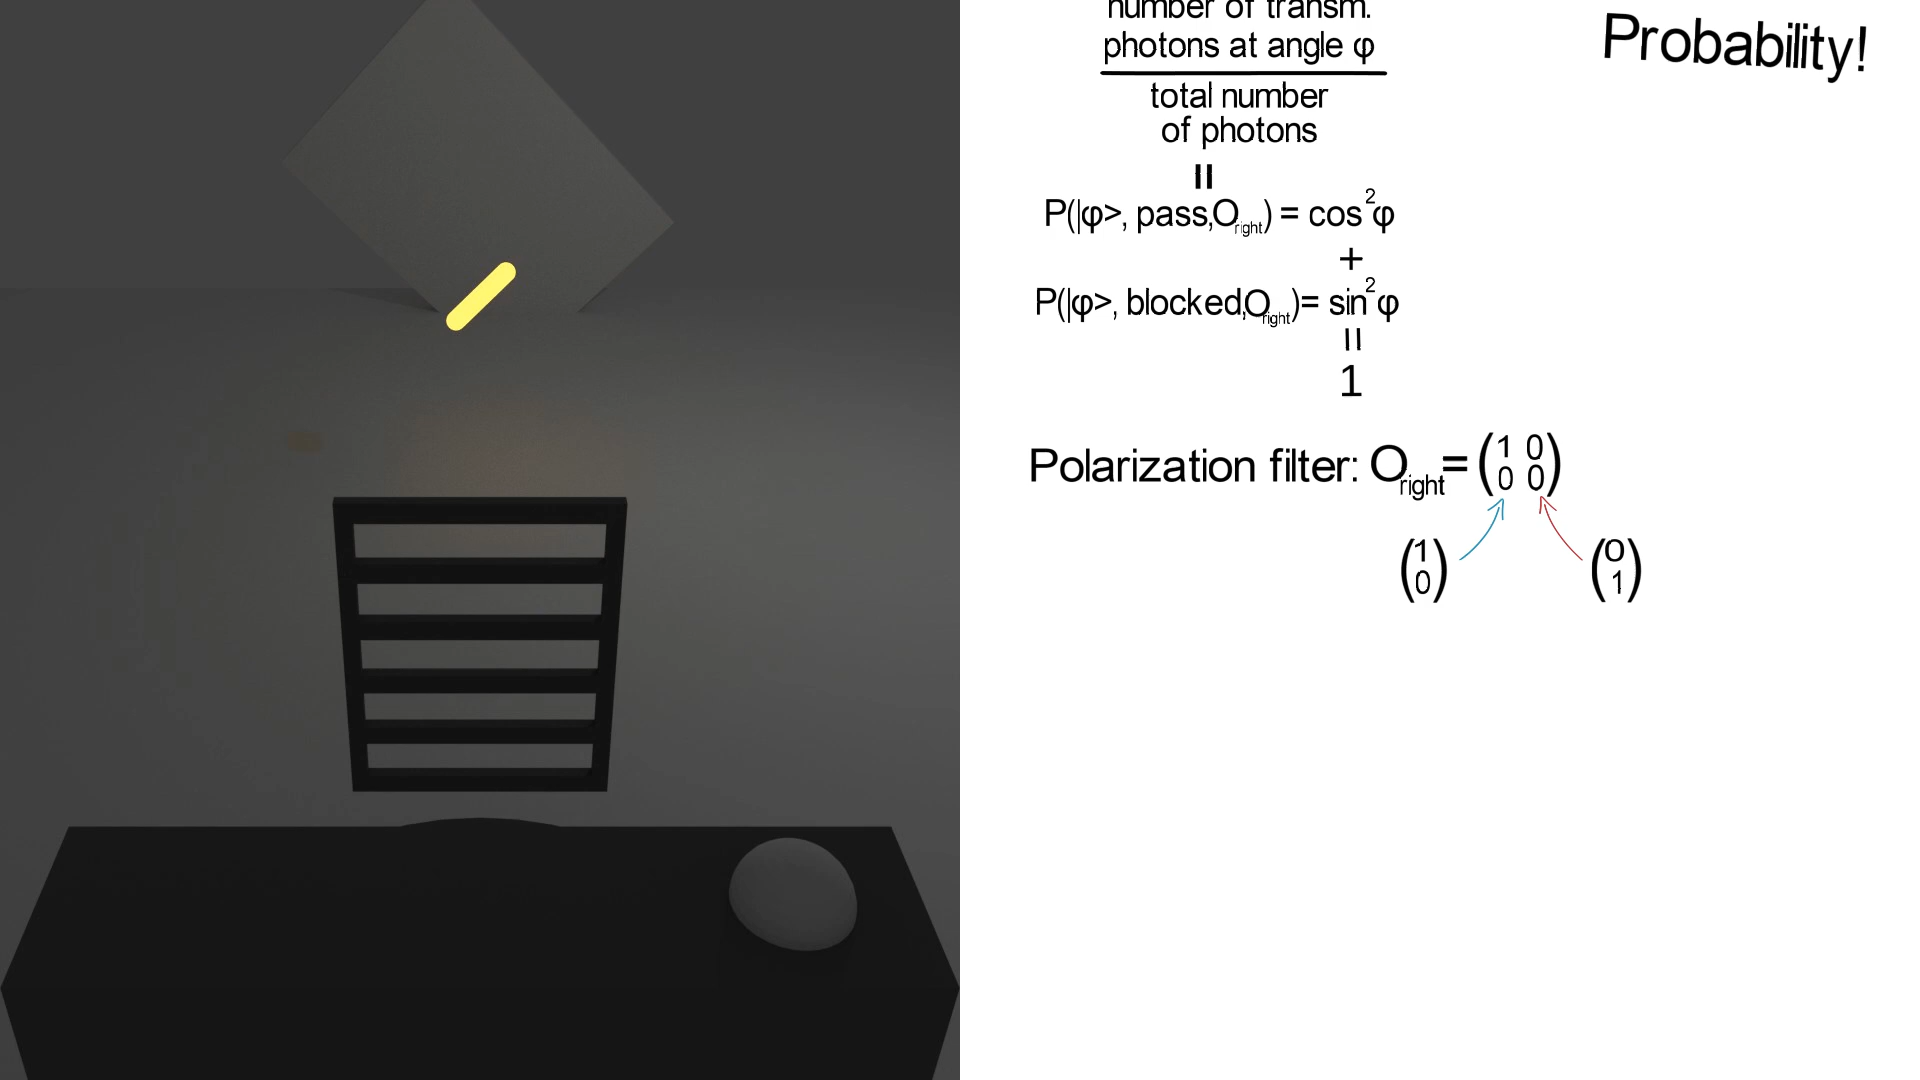 number of transm.
photons at angle φ
total number
of photons
=
P(|φ>, pass,O_right) = cos²φ
+
P(|φ>, blocked,O_right)= sin²φ
=
1
Probability!
Polarization filter: O_right=(1 0
0 0)
(1
0)
(0
1)